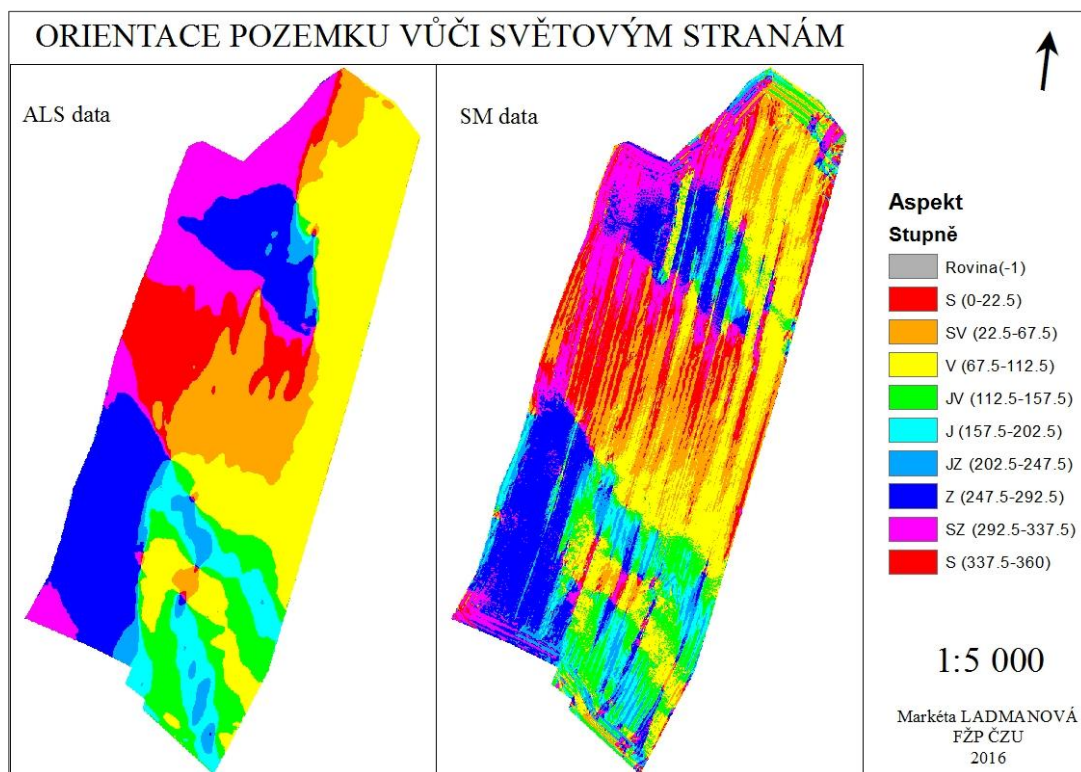 ORIENTACE POZEMKU VŮČI SVĚTOVÝM STRANÁM
ALS data
SM data
Aspekt
Stupně
Rovina(-1)
S (0-22.5)
SV (22.5-67.5)
V (67.5-112.5)
JV (112.5-157.5)
J (157.5-202.5)
JZ (202.5-247.5)
Z (247.5-292.5)
SZ (292.5-337.5)
S (337.5-360)
1:5 000
Markéta LADMANOVÁ
FŽP ČZU
2016